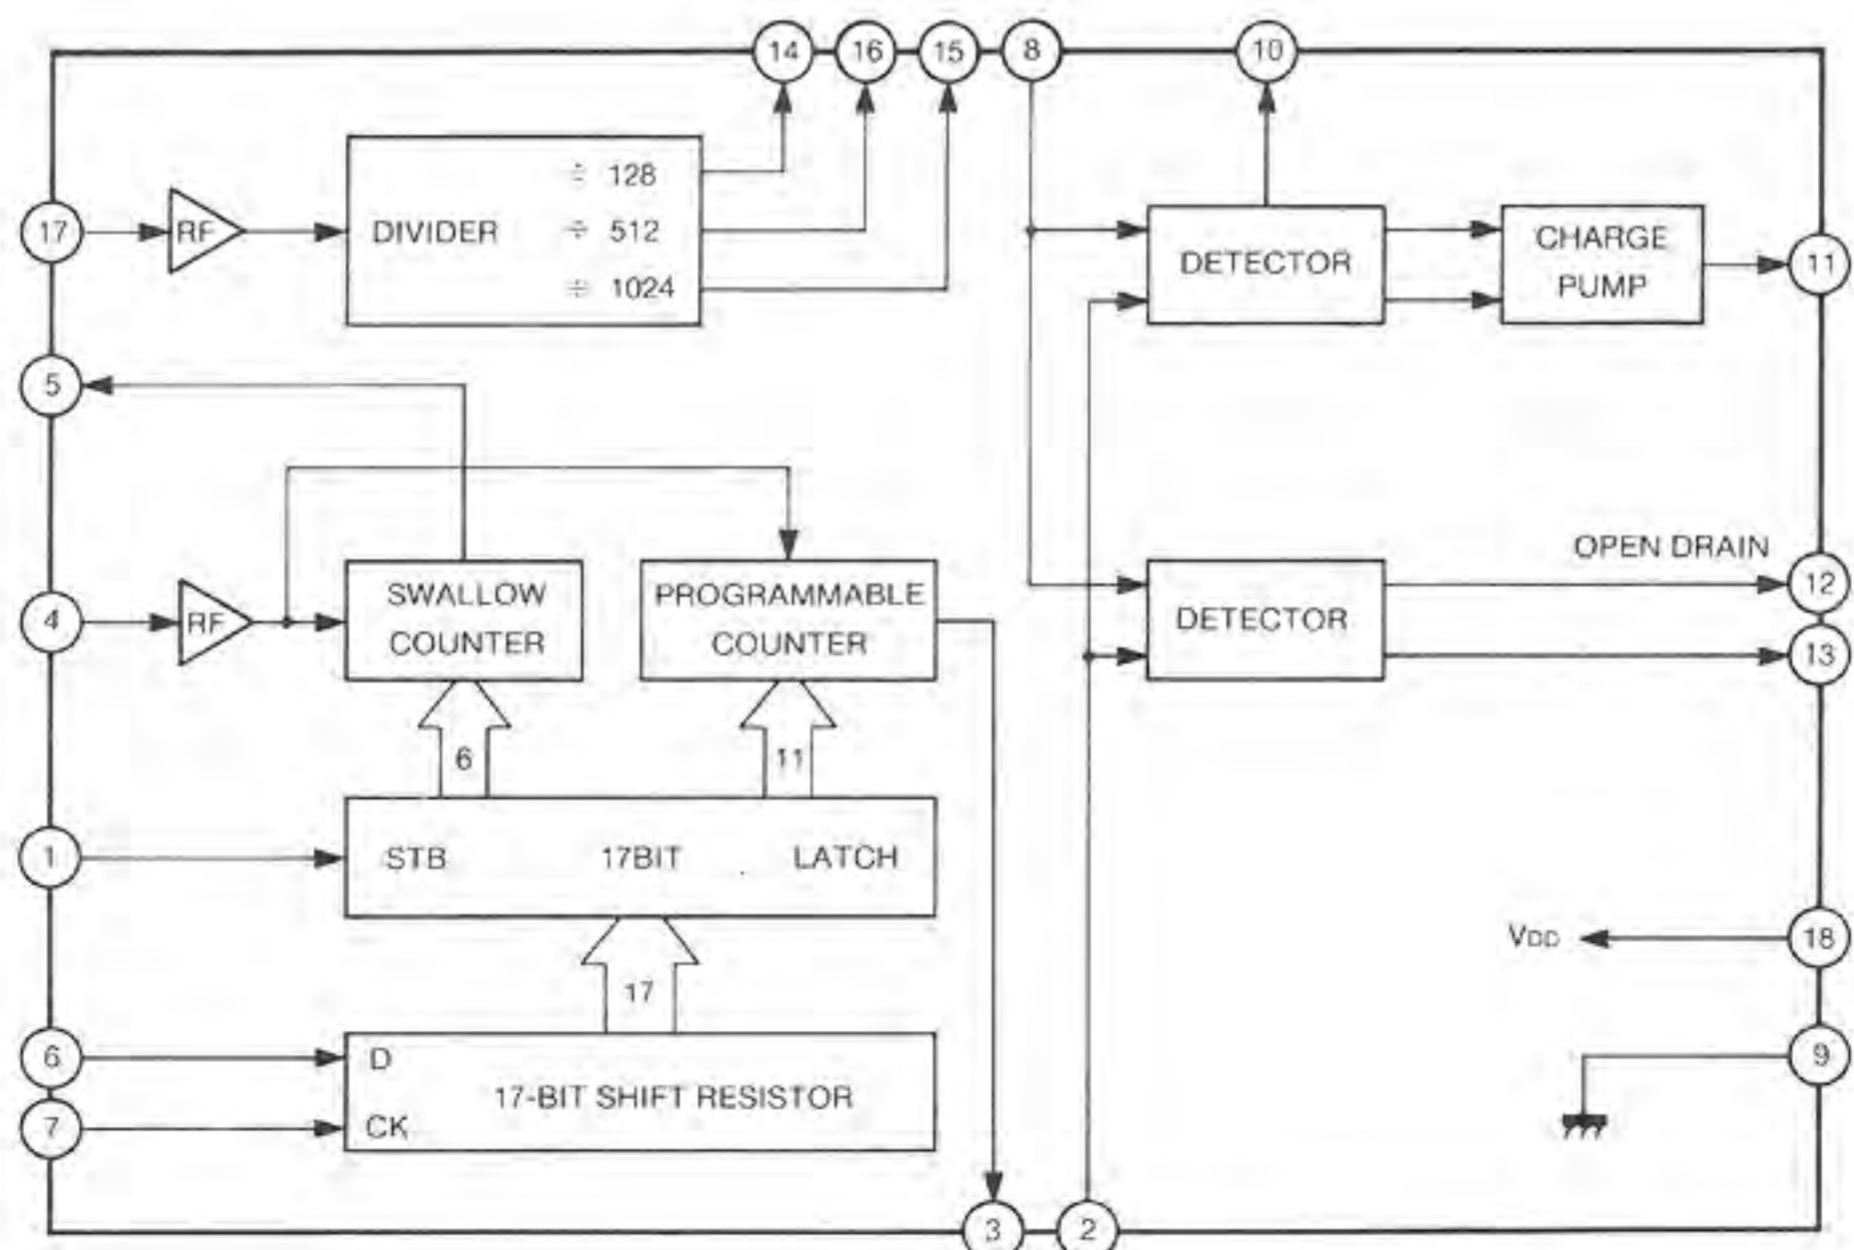 14 16 15 8 10
÷ 128
17 RF DIVIDER ÷ 512
÷ 1024
DETECTOR
CHARGE
PUMP
11
5
OPEN DRAIN
4 RF
SWALLOW
COUNTER
PROGRAMMABLE
COUNTER
DETECTOR
12
13
6 11
1 STB 17BIT LATCH
VDD 18
17
6 D
7 CK
17-BIT SHIFT RESISTOR
9
3 2